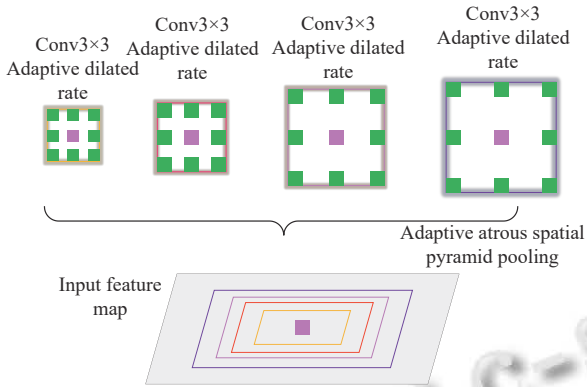 Conv3×3
Adaptive dilated
rate
Conv3×3
Adaptive dilated
rate
Conv3×3
Adaptive dilated
rate
Conv3×3
Adaptive dilated
rate
Adaptive atrous spatial
pyramid pooling
Input feature
map